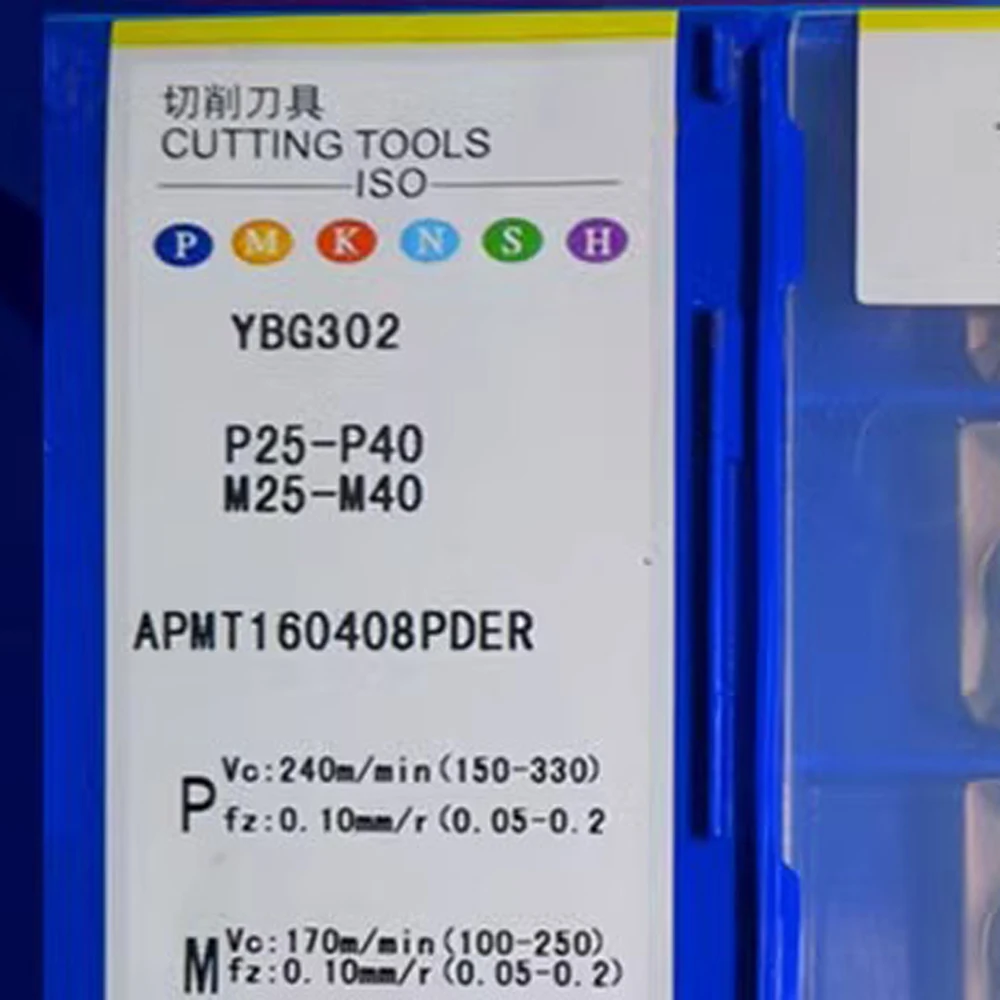 切削刀具
CUTTING TOOLS
ISO
P M K N S H
YBG302
P25-P40
M25-M40
APMT160408PDER
P
Vc:240m/min(150-330)
fz:0.10mm/r(0.05-0.2
M
Vc:170m/min(100-250)
fz:0.10mm/r(0.05-0.2)